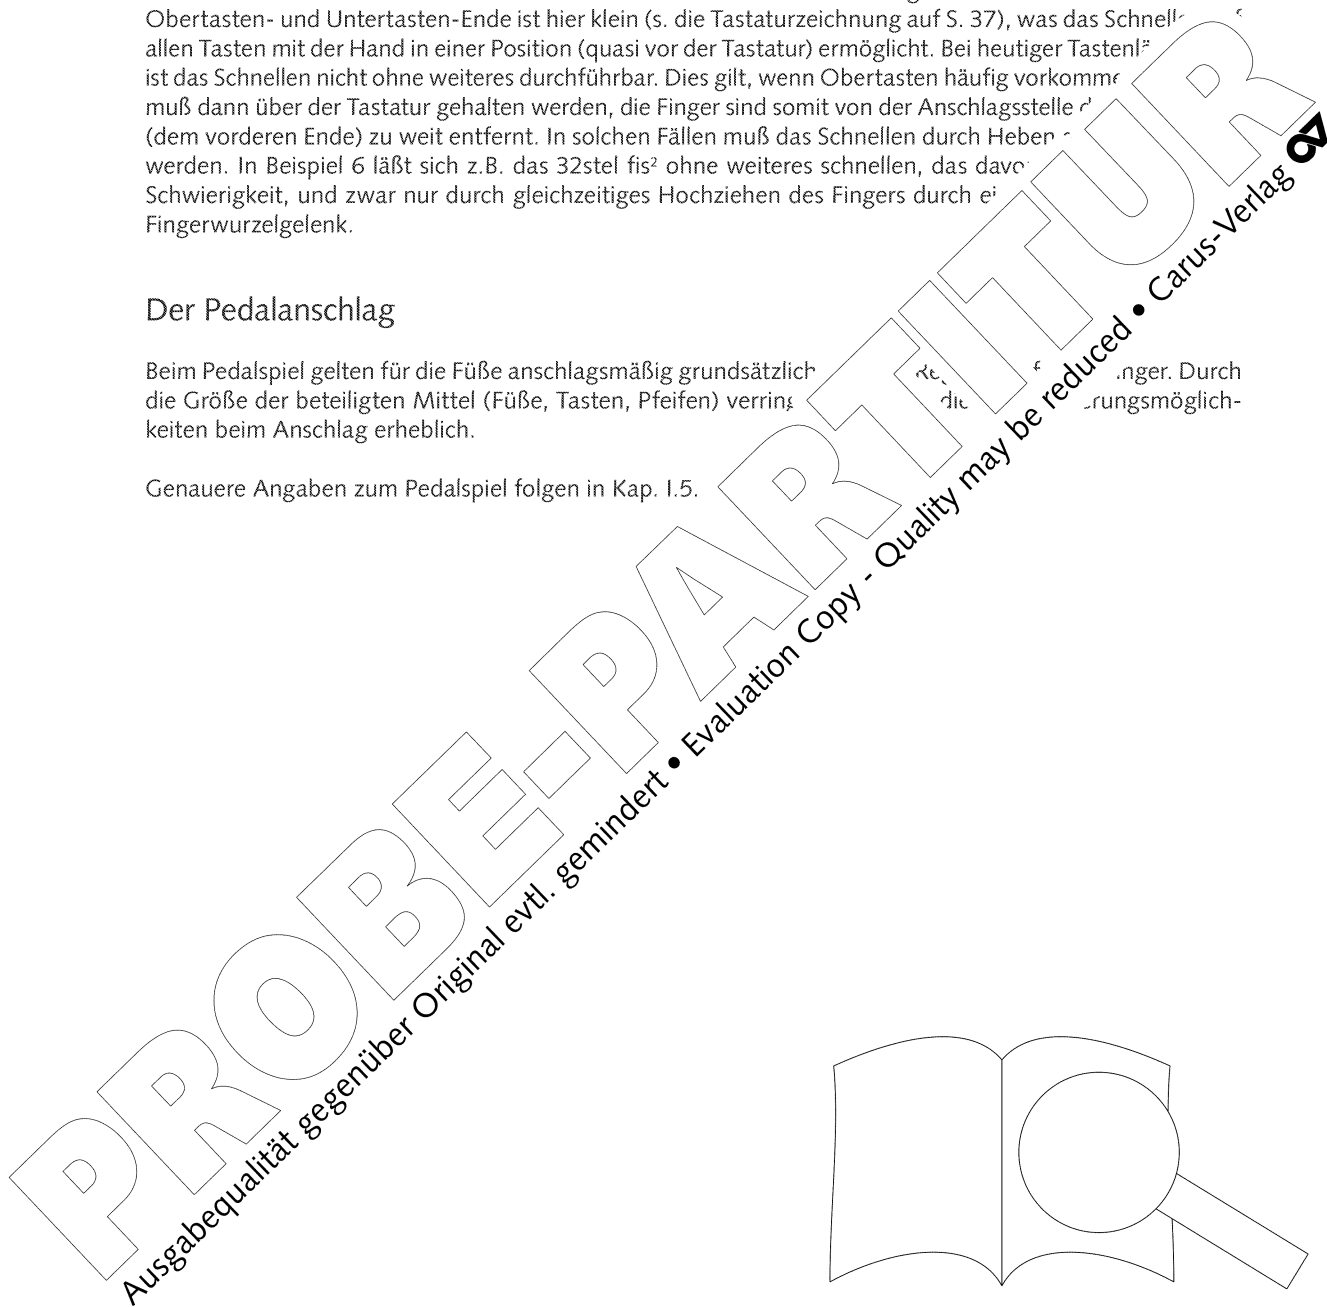 Obertasten- und Untertasten-Ende ist hier klein (s. die Tastaturzeichnung auf S. 37), was das
allen Tasten mit der Hand in einer Position (quasi vor der Tastatur) ermöglicht. Bei heutiger
ist das Schnellen nicht ohne weiteres durchführbar. Dies gilt, wenn Obertasten häufig
muß dann über der Tastatur gehalten werden, die Finger sind somit von der Anschlagsstelle
(dem vorderen Ende) zu weit entfernt. In solchen Fällen muß das Schnellen durch Heben
werden. In Beispiel 6 läßt sich z.B. das 32stel fis² ohne weiteres schnellen, das
Schwierigkeit, und zwar nur durch gleichzeitiges Hochziehen des Fingers durch
Fingerwurzelgelenk.
Der Pedalanschlag
Beim Pedalspiel gelten für die Füße anschlagsmäßig grundsätzlich Durch
die Größe der beteiligten Mittel (Füße, Tasten, Pfeifen)
keiten beim Anschlag erheblich.
Genauere Angaben zum Pedalspiel folgen in Kap. I.5.
PROBE-PARTITUR
Ausgabequalität gegenüber Original evtl. gemindert • Evaluation Copy - Quality may be reduced • Carus-Verlag